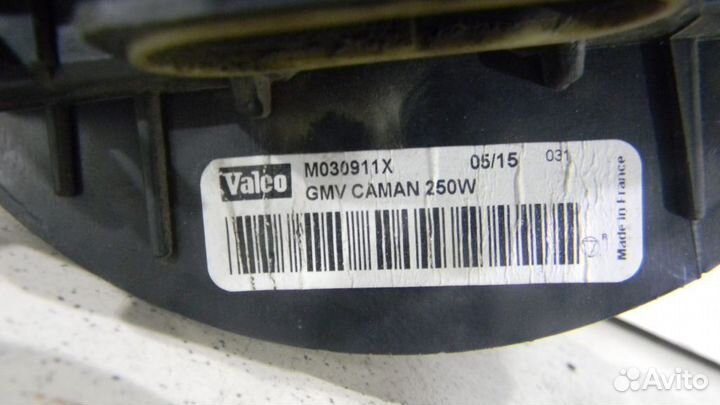 Valeo
M030911X 05/15 031
GMV CAMAN 250W
Made in France
R
Avito